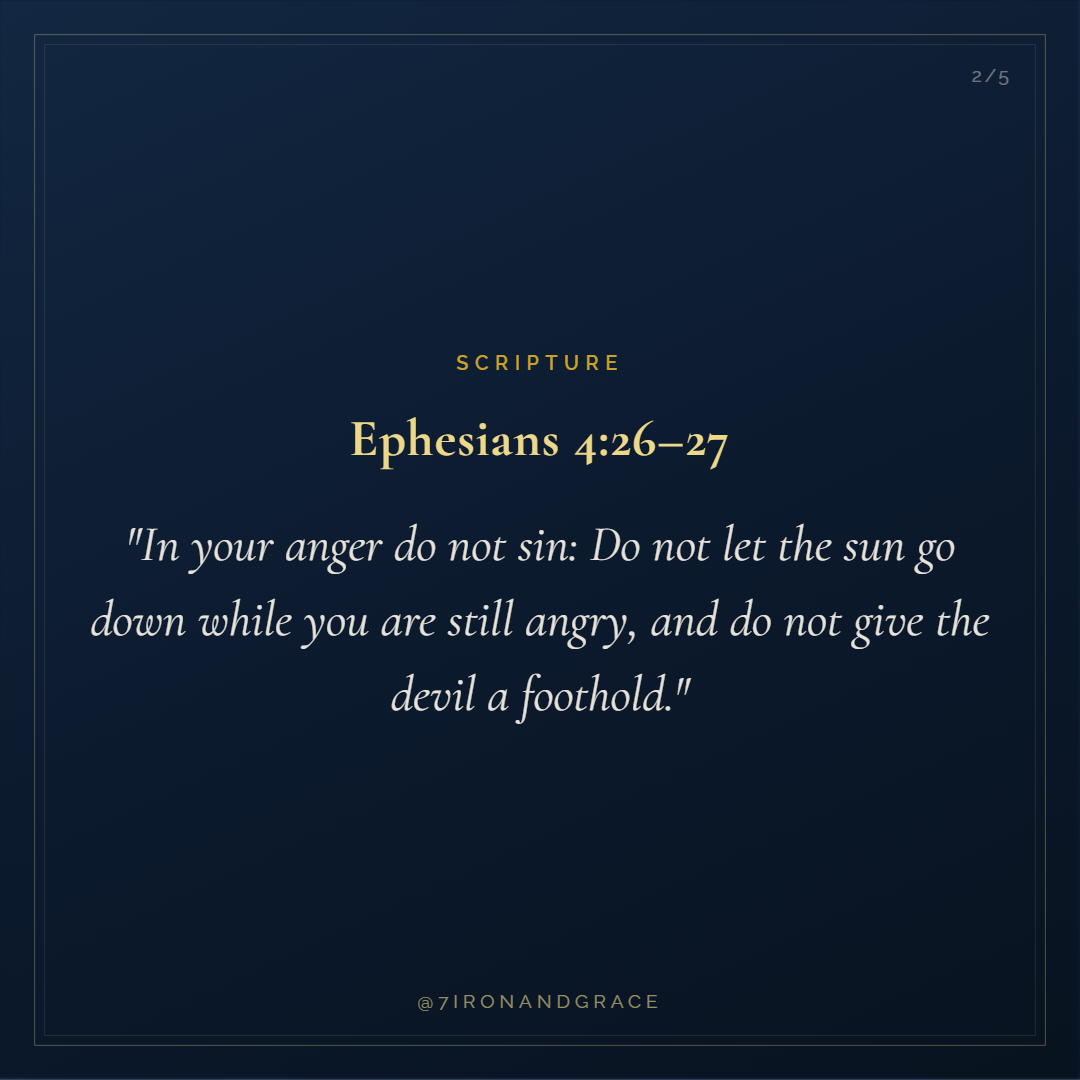 2/5
SCRIPTURE
Ephesians 4:26–27
"In your anger do not sin: Do not let the sun go
down while you are still angry, and do not give the
devil a foothold."
@7IRONANDGRACE